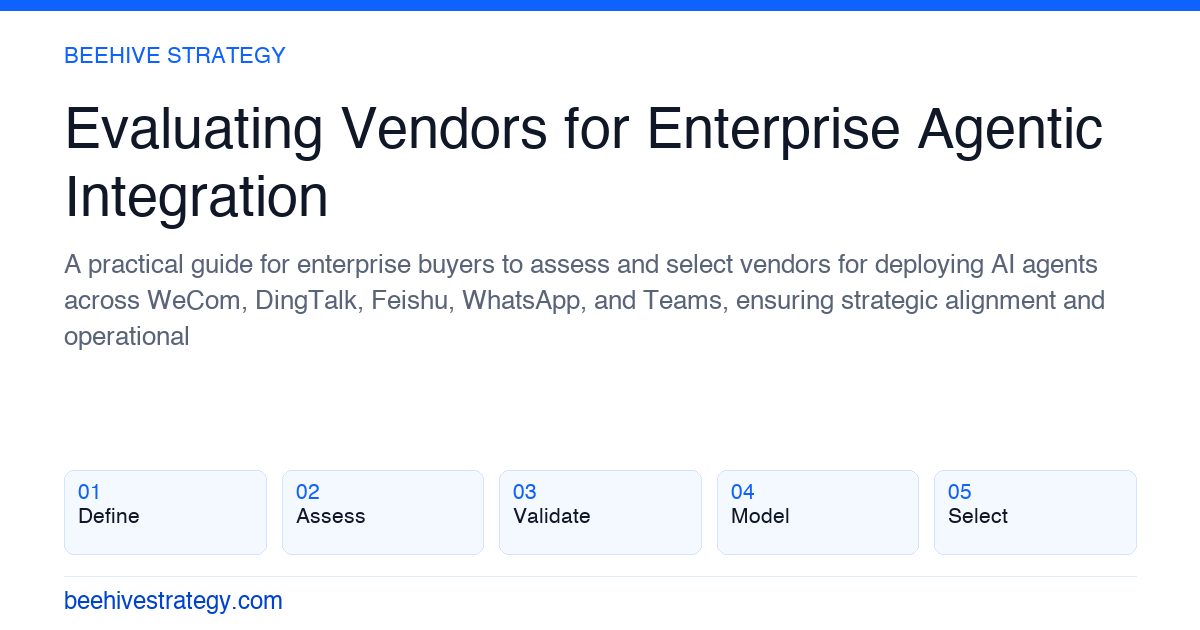 BEEHIVE STRATEGY
Evaluating Vendors for Enterprise Agentic
Integration
A practical guide for enterprise buyers to assess and select vendors for deploying AI agents
across WeCom, DingTalk, Feishu, WhatsApp, and Teams, ensuring strategic alignment and
operational
01
Define
02
Assess
03
Validate
04
Model
05
Select
beehivestrategy.com